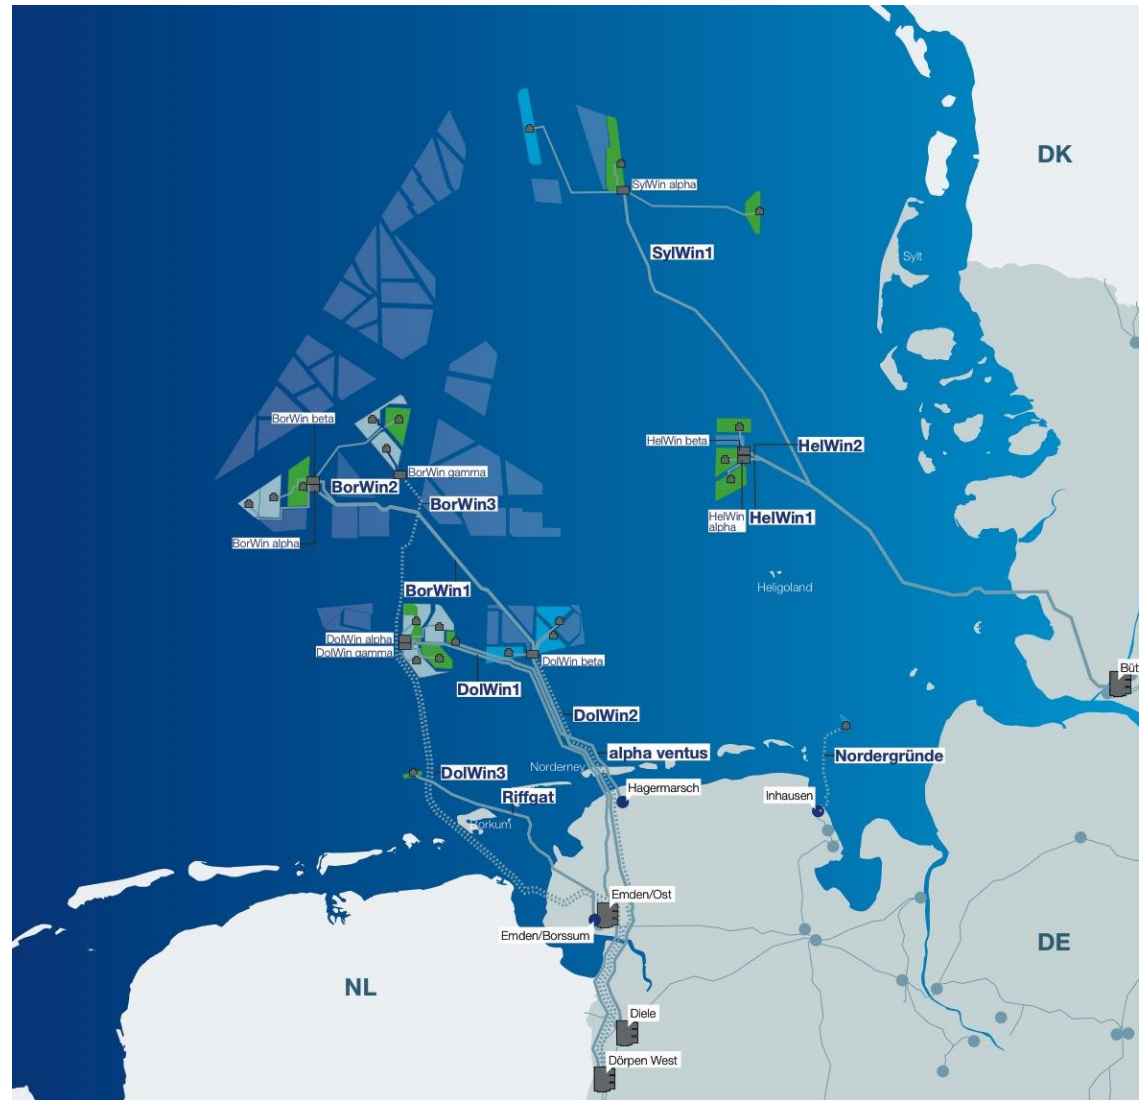 DK
SylWin alpha
SylWin1
Sylt
BorWin beta
HelWin beta
HelWin2
BorWin gamma
BorWin2
BorWin3
HelWin
alpha
HelWin1
BorWin alpha
Heligoland
BorWin1
DolWin alpha
DolWin gamma
DolWin beta
Büt
DolWin1
DolWin2
alpha ventus
Nordergründe
Norderney
DolWin3
Hagermarsch
Riffgat
Inhausen
Borkum
Emden/Ost
Emden/Borssum
DE
NL
Diele
Dörpen West